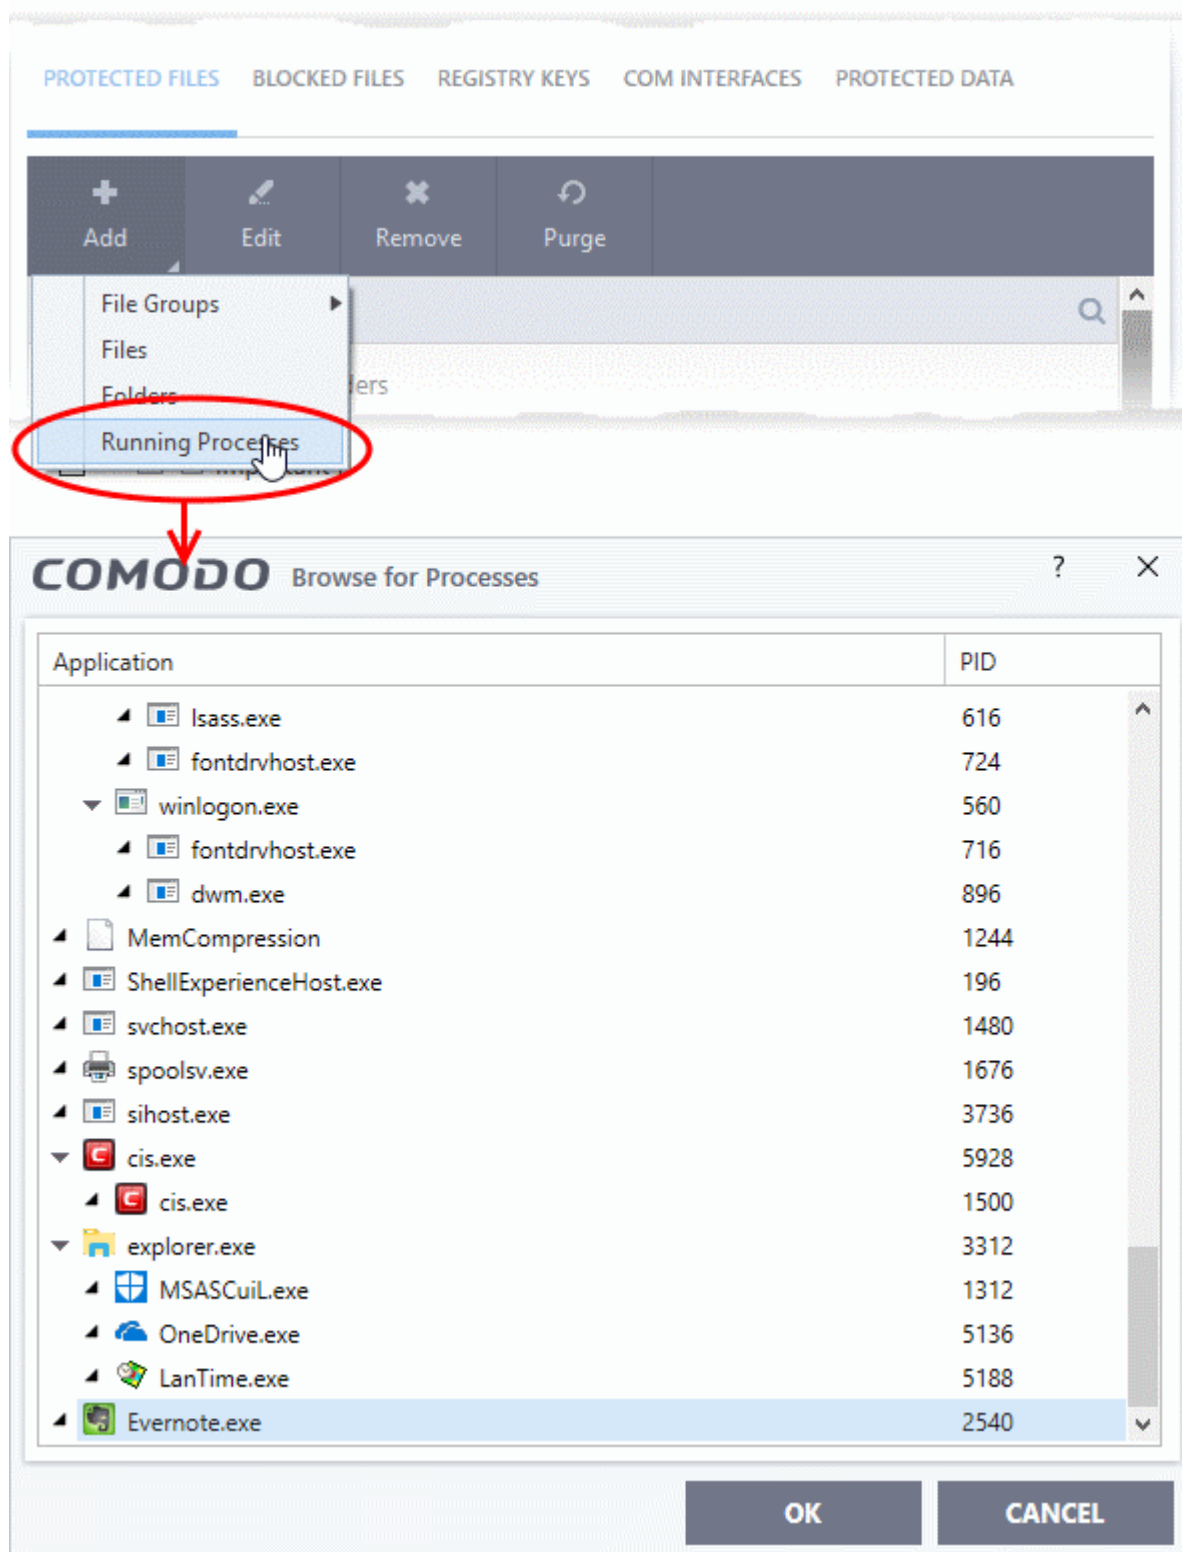 PROTECTED FILES BLOCKED FILES REGISTRY KEYS COM INTERFACES PROTECTED DATA
Add Edit Remove Purge
File Groups
Files
ders
Folders
Running Processes
Important
COMODO Browse for Processes ?
Application PID
lsass.exe 616
fontdrvhost.exe 724
winlogon.exe 560
fontdrvhost.exe 716
dwm.exe 896
MemCompression 1244
ShellExperienceHost.exe 196
svchost.exe 1480
spoolsv.exe 1676
sihost.exe 3736
cis.exe 5928
cis.exe 1500
explorer.exe 3312
MSASCuiL.exe 1312
OneDrive.exe 5136
LanTime.exe 5188
Evernote.exe 2540
OK CANCEL